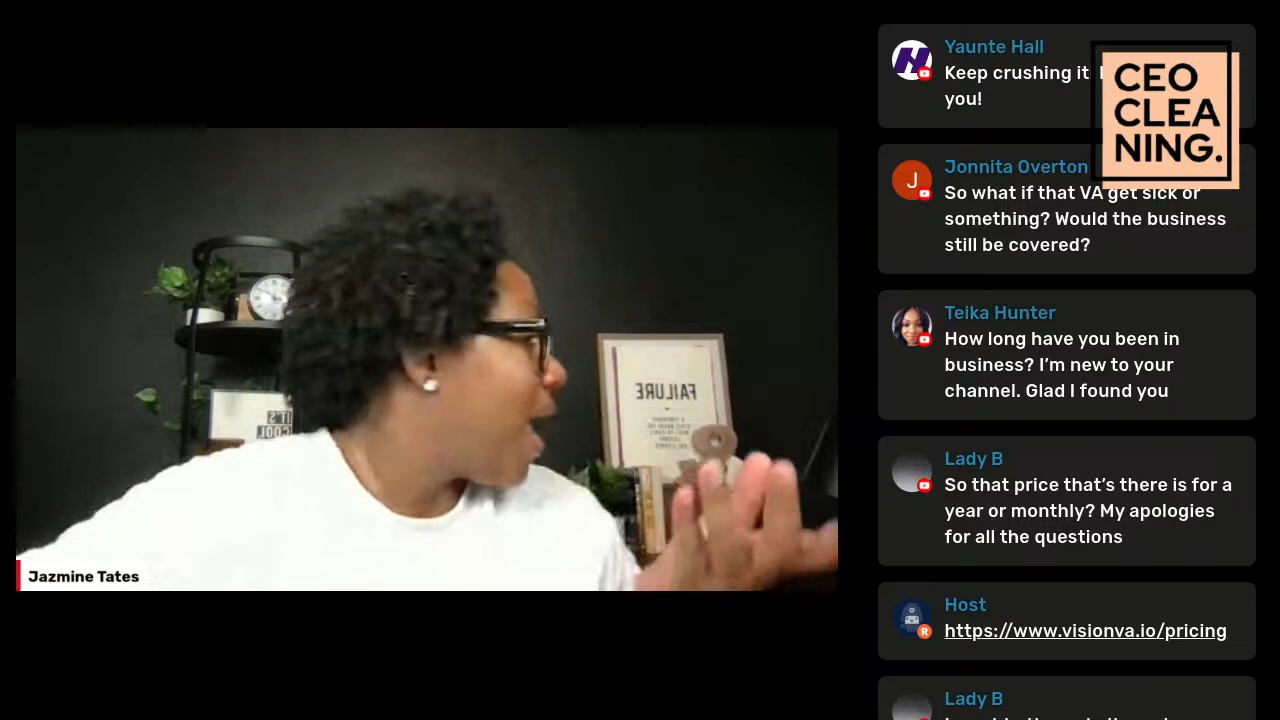 Yaunte Hall
Keep crushing it
you!
CEO
CLEA
NING.
Jonnita Overton
J
So what if that VA get sick or
something? Would the business
still be covered?
Teika Hunter
How long have you been in
business? I’m new to your
channel. Glad I found you
FAILURE
IT'S
COOL
Lady B
So that price that’s there is for a
year or monthly? My apologies
for all the questions
Jazmine Tates
Host
R
https://www.visionva.io/pricing
Lady B